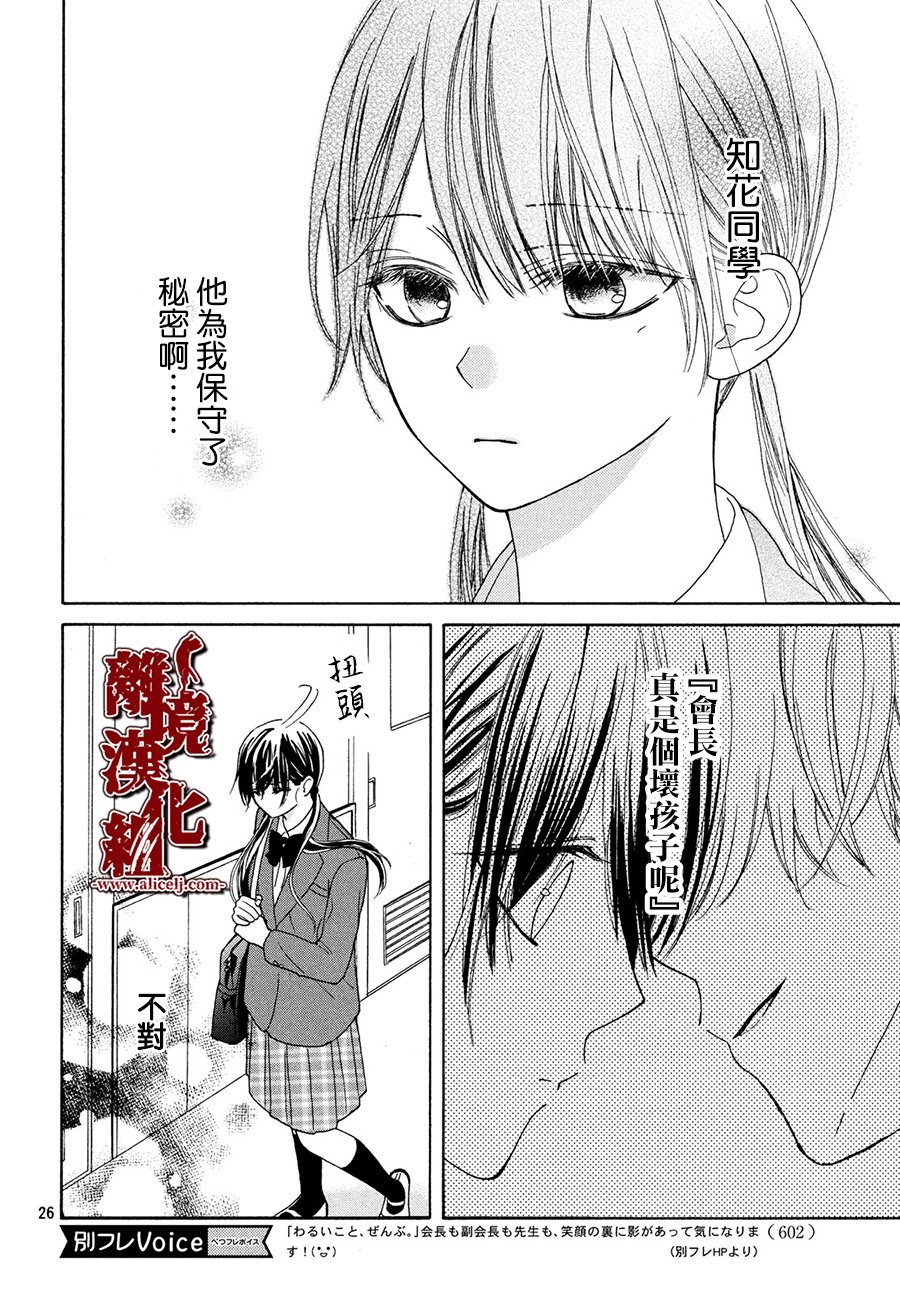 知花同學
他為我保守了
秘密啊……
『會長
真是個壞孩子呢』
扭頭
離境漢化組
-www.alicelj.com-
不對
26
別フレVoice
べつフレボイス
「わるいこと、ぜんぶ。」会長も副会長も先生も、笑顔の裏に影があって気になりま
す！(˘ω˘)
（別フレHPより）
（602）